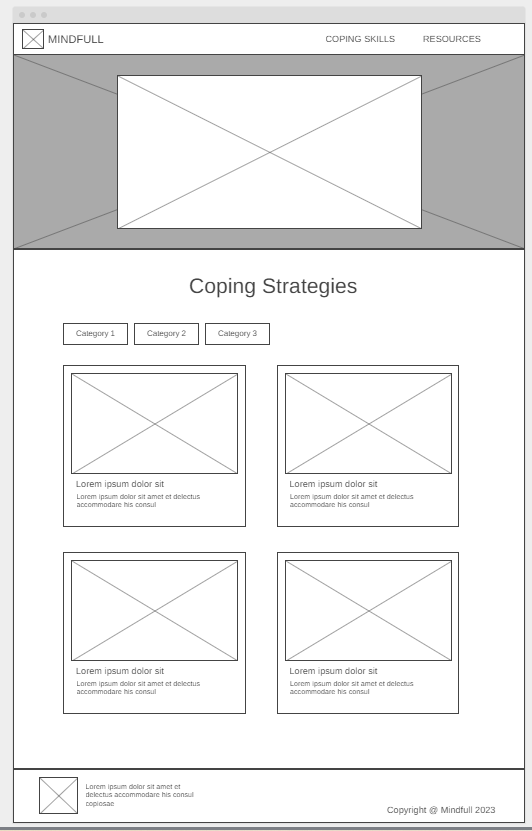 MINDFULL
COPING SKILLS
RESOURCES
Coping Strategies
Category 1
Category 2
Category 3
Lorem ipsum dolor sit
Lorem ipsum dolor sit amet et delectus
accommodare his consul
Lorem ipsum dolor sit
Lorem ipsum dolor sit amet et delectus
accommodare his consul
Lorem ipsum dolor sit
Lorem ipsum dolor sit amet et delectus
accommodare his consul
Lorem ipsum dolor sit
Lorem ipsum dolor sit amet et delectus
accommodare his consul
Lorem ipsum dolor sit amet et
delectus accommodare his consul
copiosae
Copyright @ Mindfull 2023